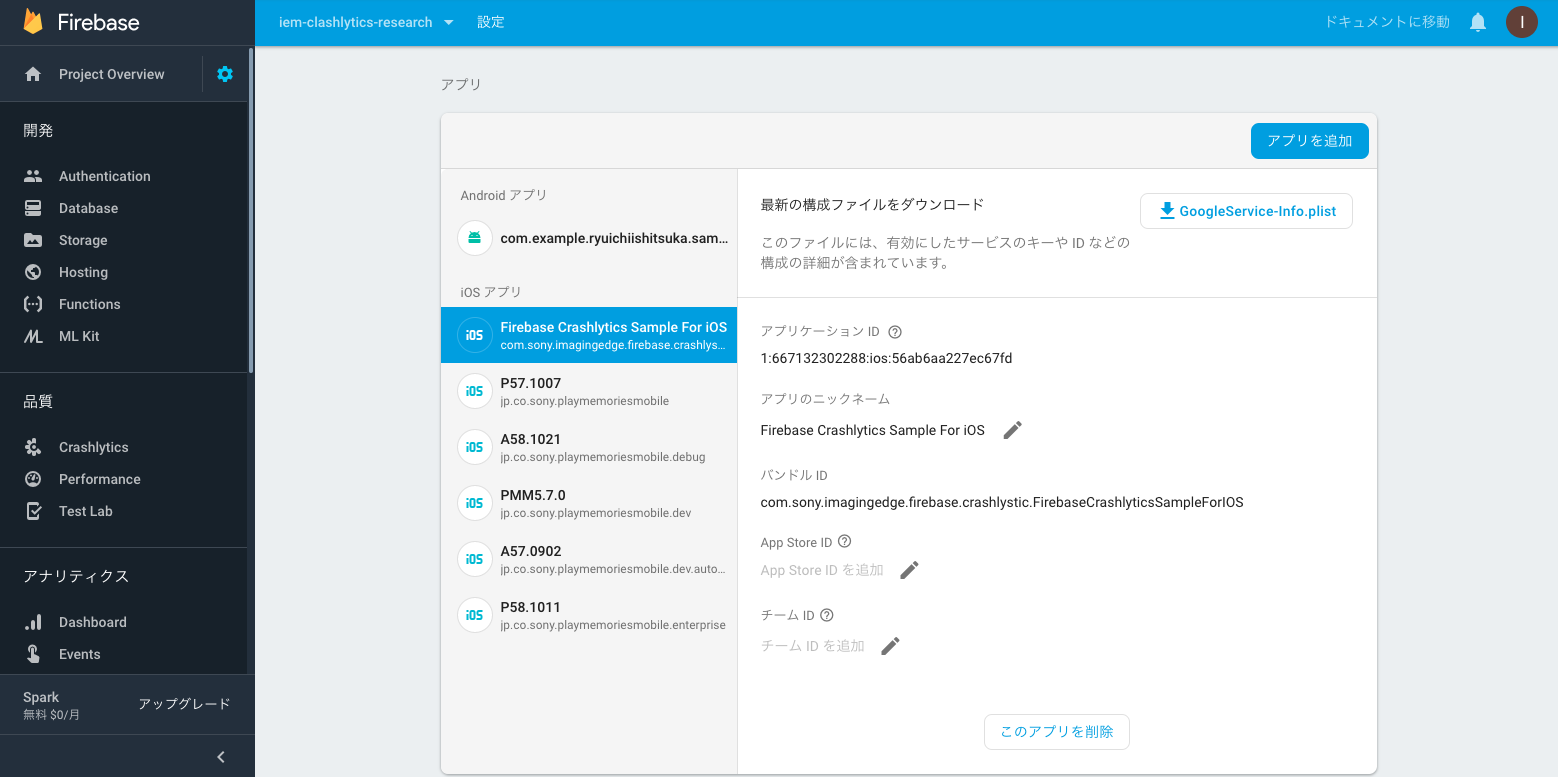 Firebase
iem-clashlytics-research
設定
ドキュメントに移動
I
Project Overview
開発
Authentication
Database
Storage
Hosting
Functions
ML Kit
品質
Crashlytics
Performance
Test Lab
アナリティクス
Dashboard
Events
Spark
無料 $0/月
アップグレード
アプリ
アプリを追加
Android アプリ
com.example.ryuichiishitsuka.sam...
iOS アプリ
iOS
Firebase Crashlytics Sample For iOS
com.sony.imagingedge.firebase.crashlys...
iOS
P57.1007
jp.co.sony.playmemoriesmobile
iOS
A58.1021
jp.co.sony.playmemoriesmobile.debug
iOS
PMM5.7.0
jp.co.sony.playmemoriesmobile.dev
iOS
A57.0902
jp.co.sony.playmemoriesmobile.dev.auto...
iOS
P58.1011
jp.co.sony.playmemoriesmobile.enterprise
最新の構成ファイルをダウンロード
GoogleService-Info.plist
このファイルには、有効にしたサービスのキーや ID などの
構成の詳細が含まれています。
アプリケーション ID
1:667132302288:ios:56ab6aa227ec67fd
アプリのニックネーム
Firebase Crashlytics Sample For iOS
バンドル ID
com.sony.imagingedge.firebase.crashlystic.FirebaseCrashlyticsSampleForIOS
App Store ID
App Store ID を追加
チーム ID
チーム ID を追加
このアプリを削除